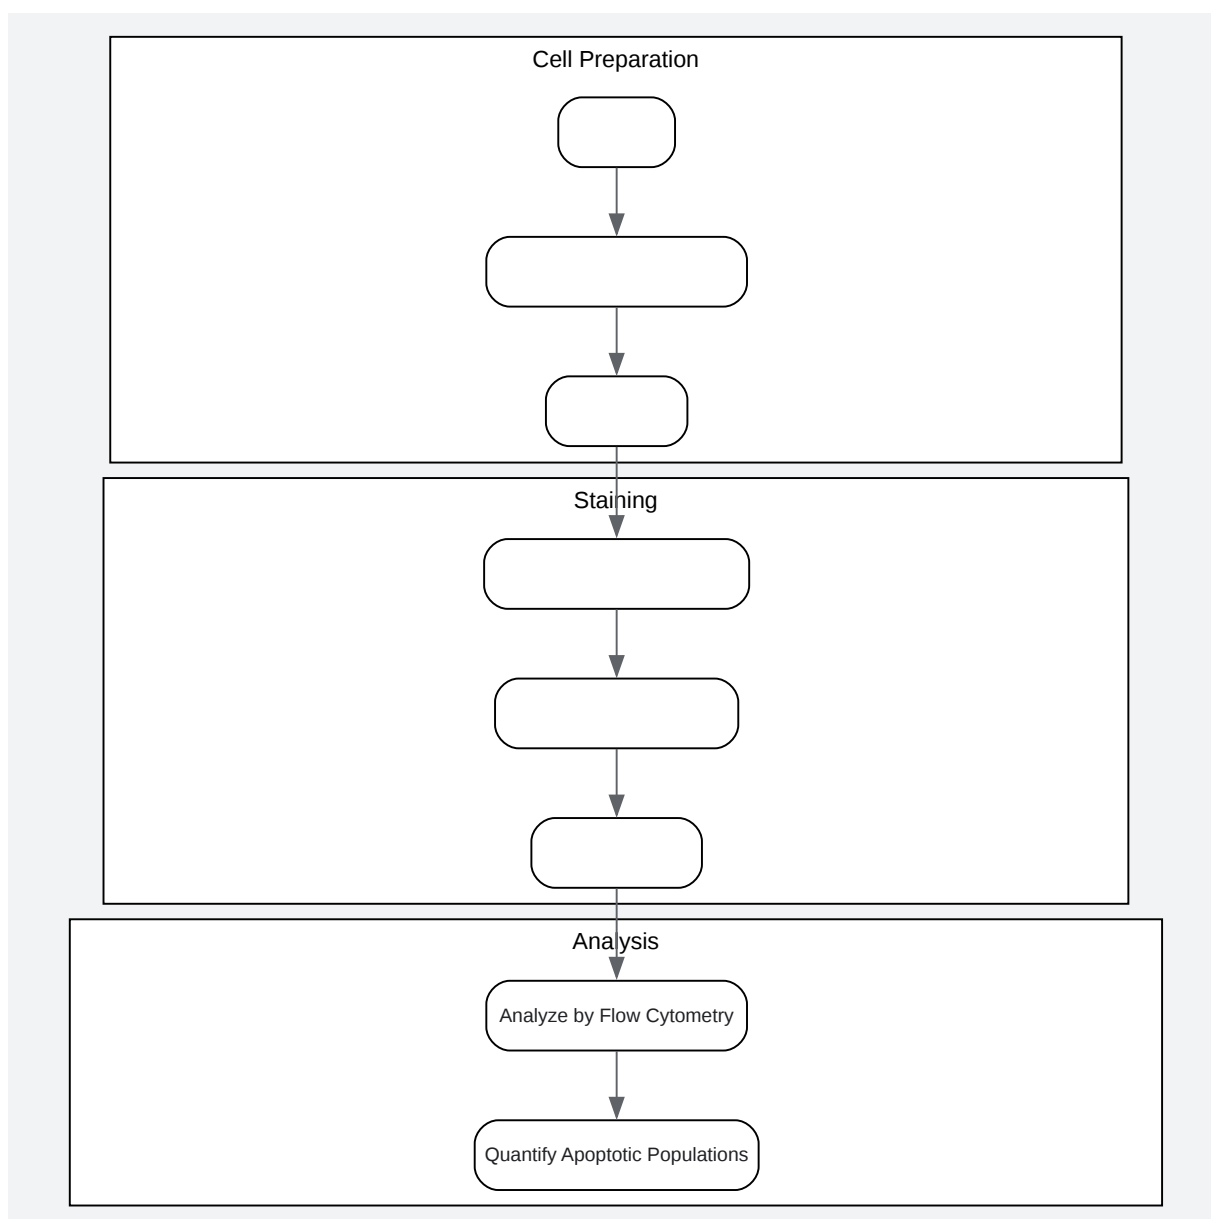 Cell Preparation
Staining
Analysis
Analyze by Flow Cytometry
Quantify Apoptotic Populations